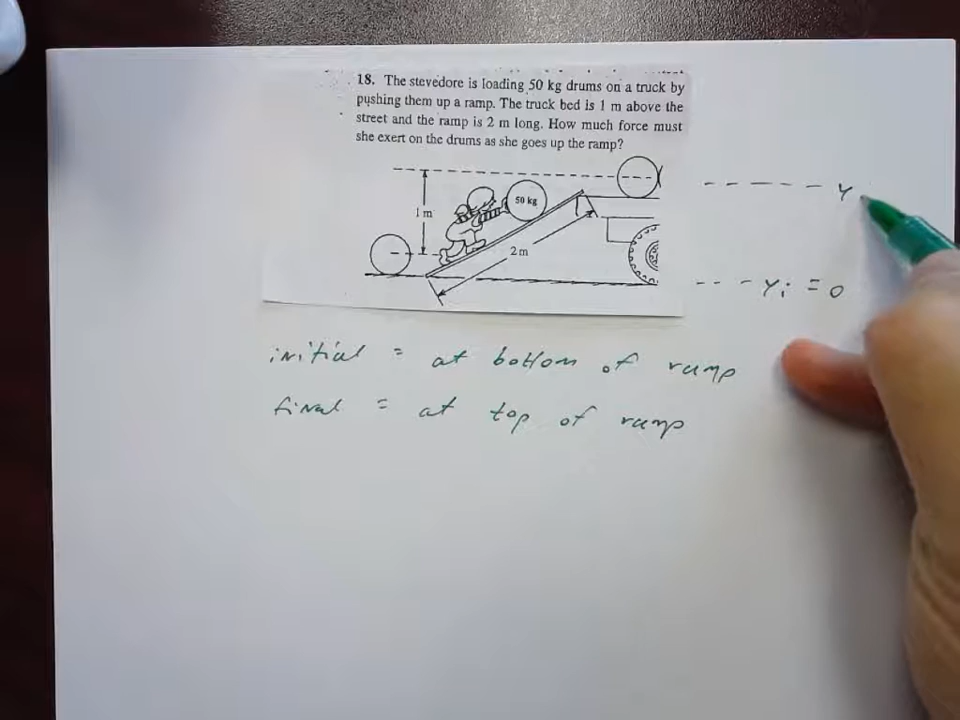 18. The stevedore is loading 50 kg drums on a truck by
pushing them up a ramp. The truck bed is 1 m above the
street and the ramp is 2 m long. How much force must
she exert on the drums as she goes up the ramp?
1 m
50 kg
2 m
y
yi = 0
initial = at bottom of ramp
final = at top of ramp